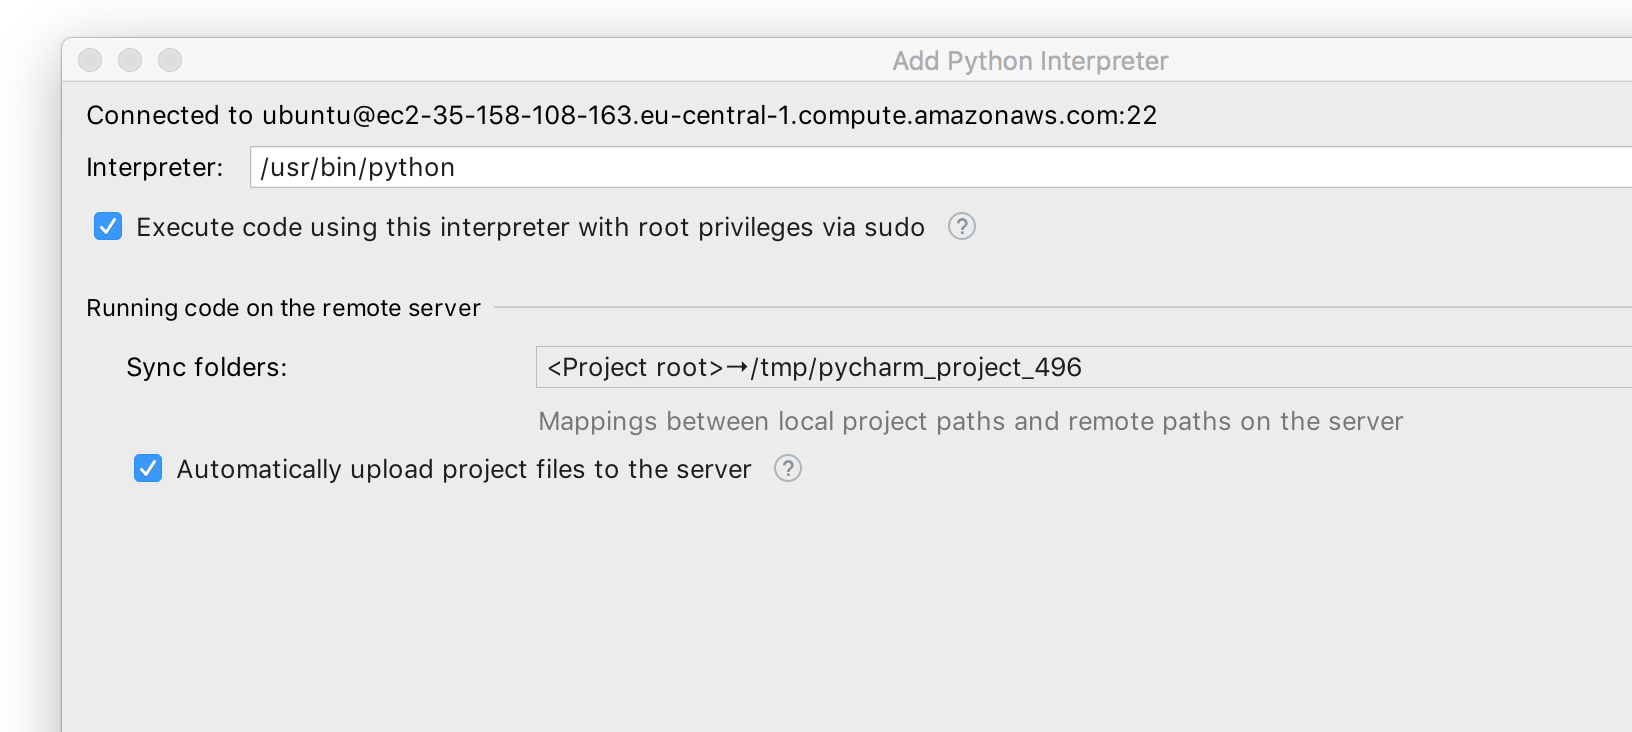 Add Python Interpreter
Connected to ubuntu@ec2-35-158-108-163.eu-central-1.compute.amazonaws.com:22
Interpreter: /usr/bin/python
Execute code using this interpreter with root privileges via sudo ?
Running code on the remote server
Sync folders: <Project root>→/tmp/pycharm_project_496
Mappings between local project paths and remote paths on the server
Automatically upload project files to the server ?